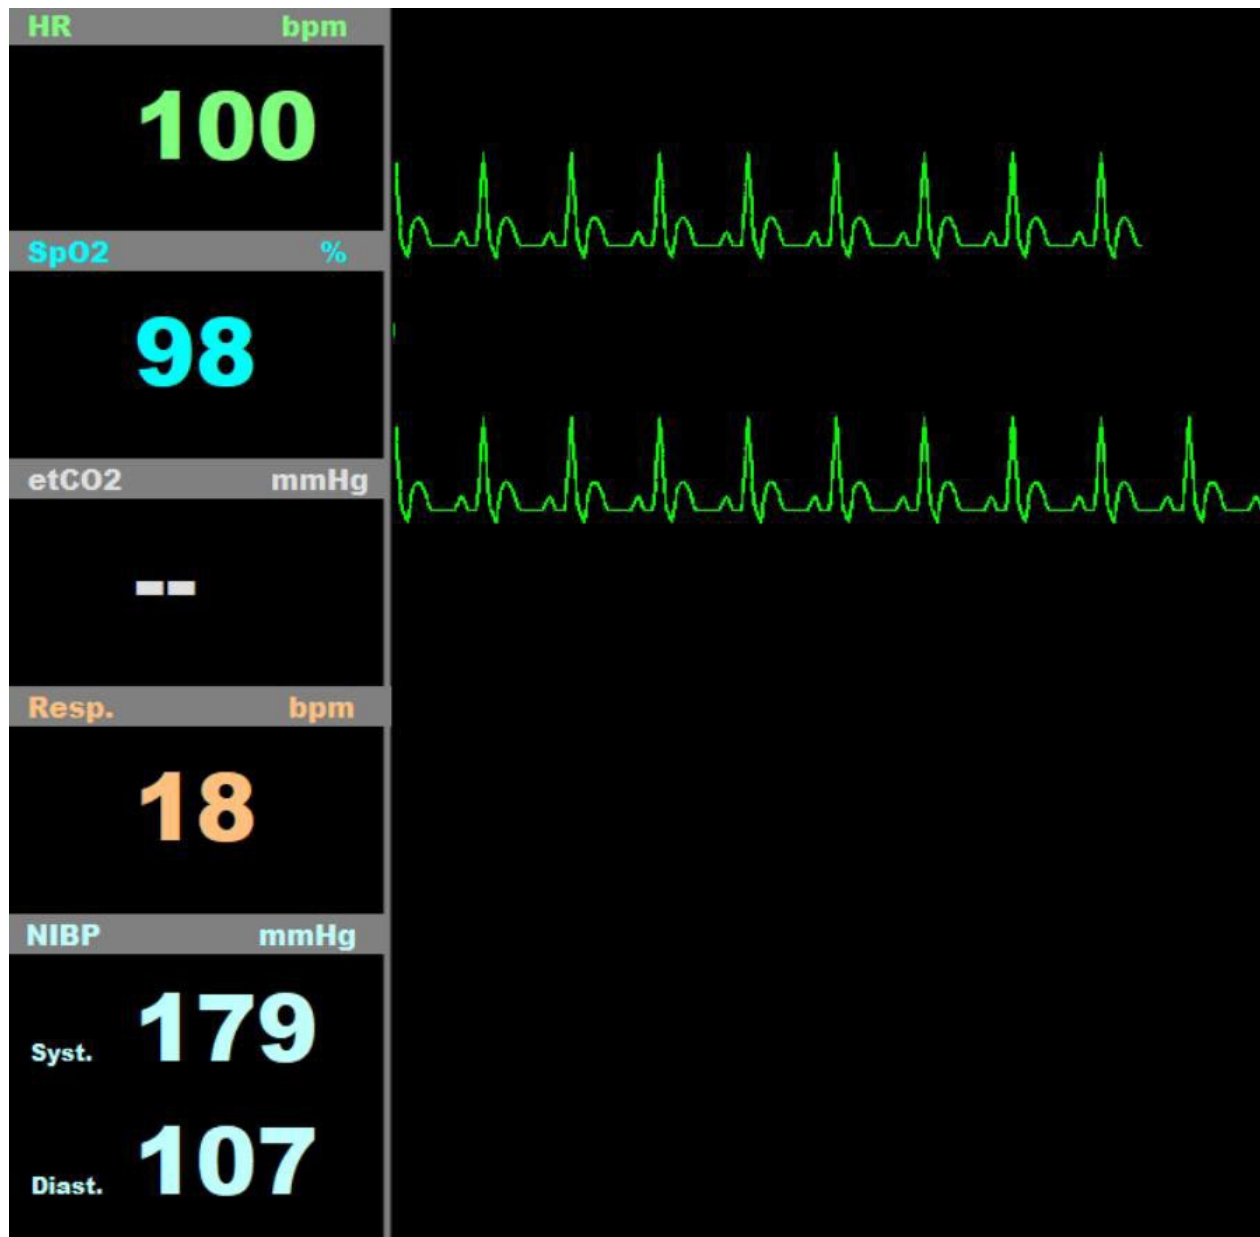 HR bpm
100
SpO2 %
98
etCO2 mmHg
--
Resp. bpm
18
NIBP mmHg
Syst. 179
Diast. 107